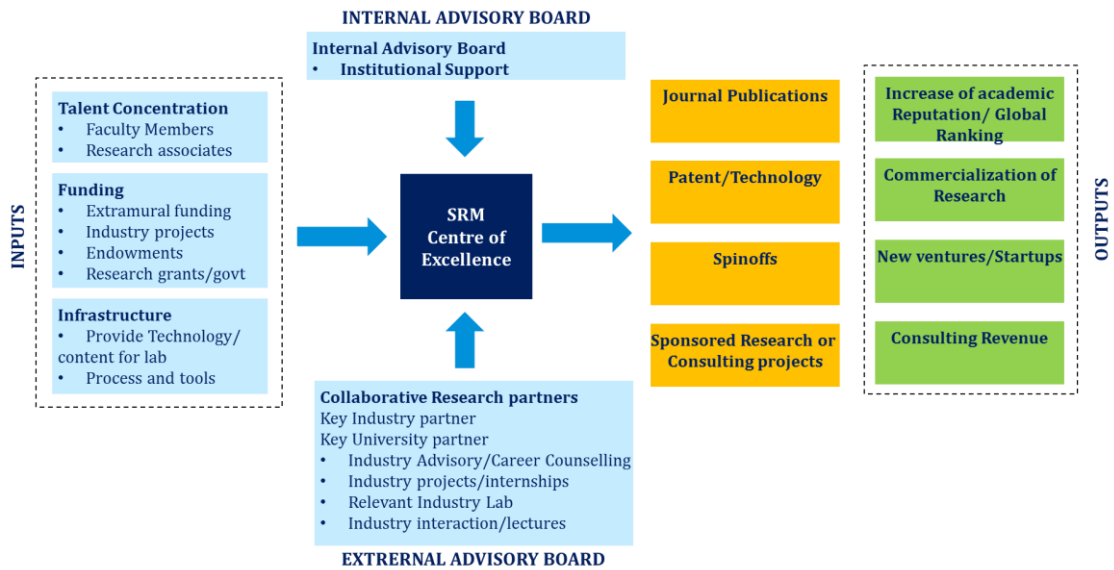 INTERNAL ADVISORY BOARD
Internal Advisory Board
• Institutional Support
INPUTS
Talent Concentration
• Faculty Members
• Research associates
Funding
• Extramural funding
• Industry projects
• Endowments
• Research grants/govt
Infrastructure
• Provide Technology/
content for lab
• Process and tools
SRM
Centre of
Excellence
Collaborative Research partners
Key Industry partner
Key University partner
• Industry Advisory/Career Counselling
• Industry projects/internships
• Relevant Industry Lab
• Industry interaction/lectures
EXTRERNAL ADVISORY BOARD
Journal Publications
Patent/Technology
Spinoffs
Sponsored Research or
Consulting projects
Increase of academic
Reputation/ Global
Ranking
Commercialization of
Research
New ventures/Startups
Consulting Revenue
OUTPUTS